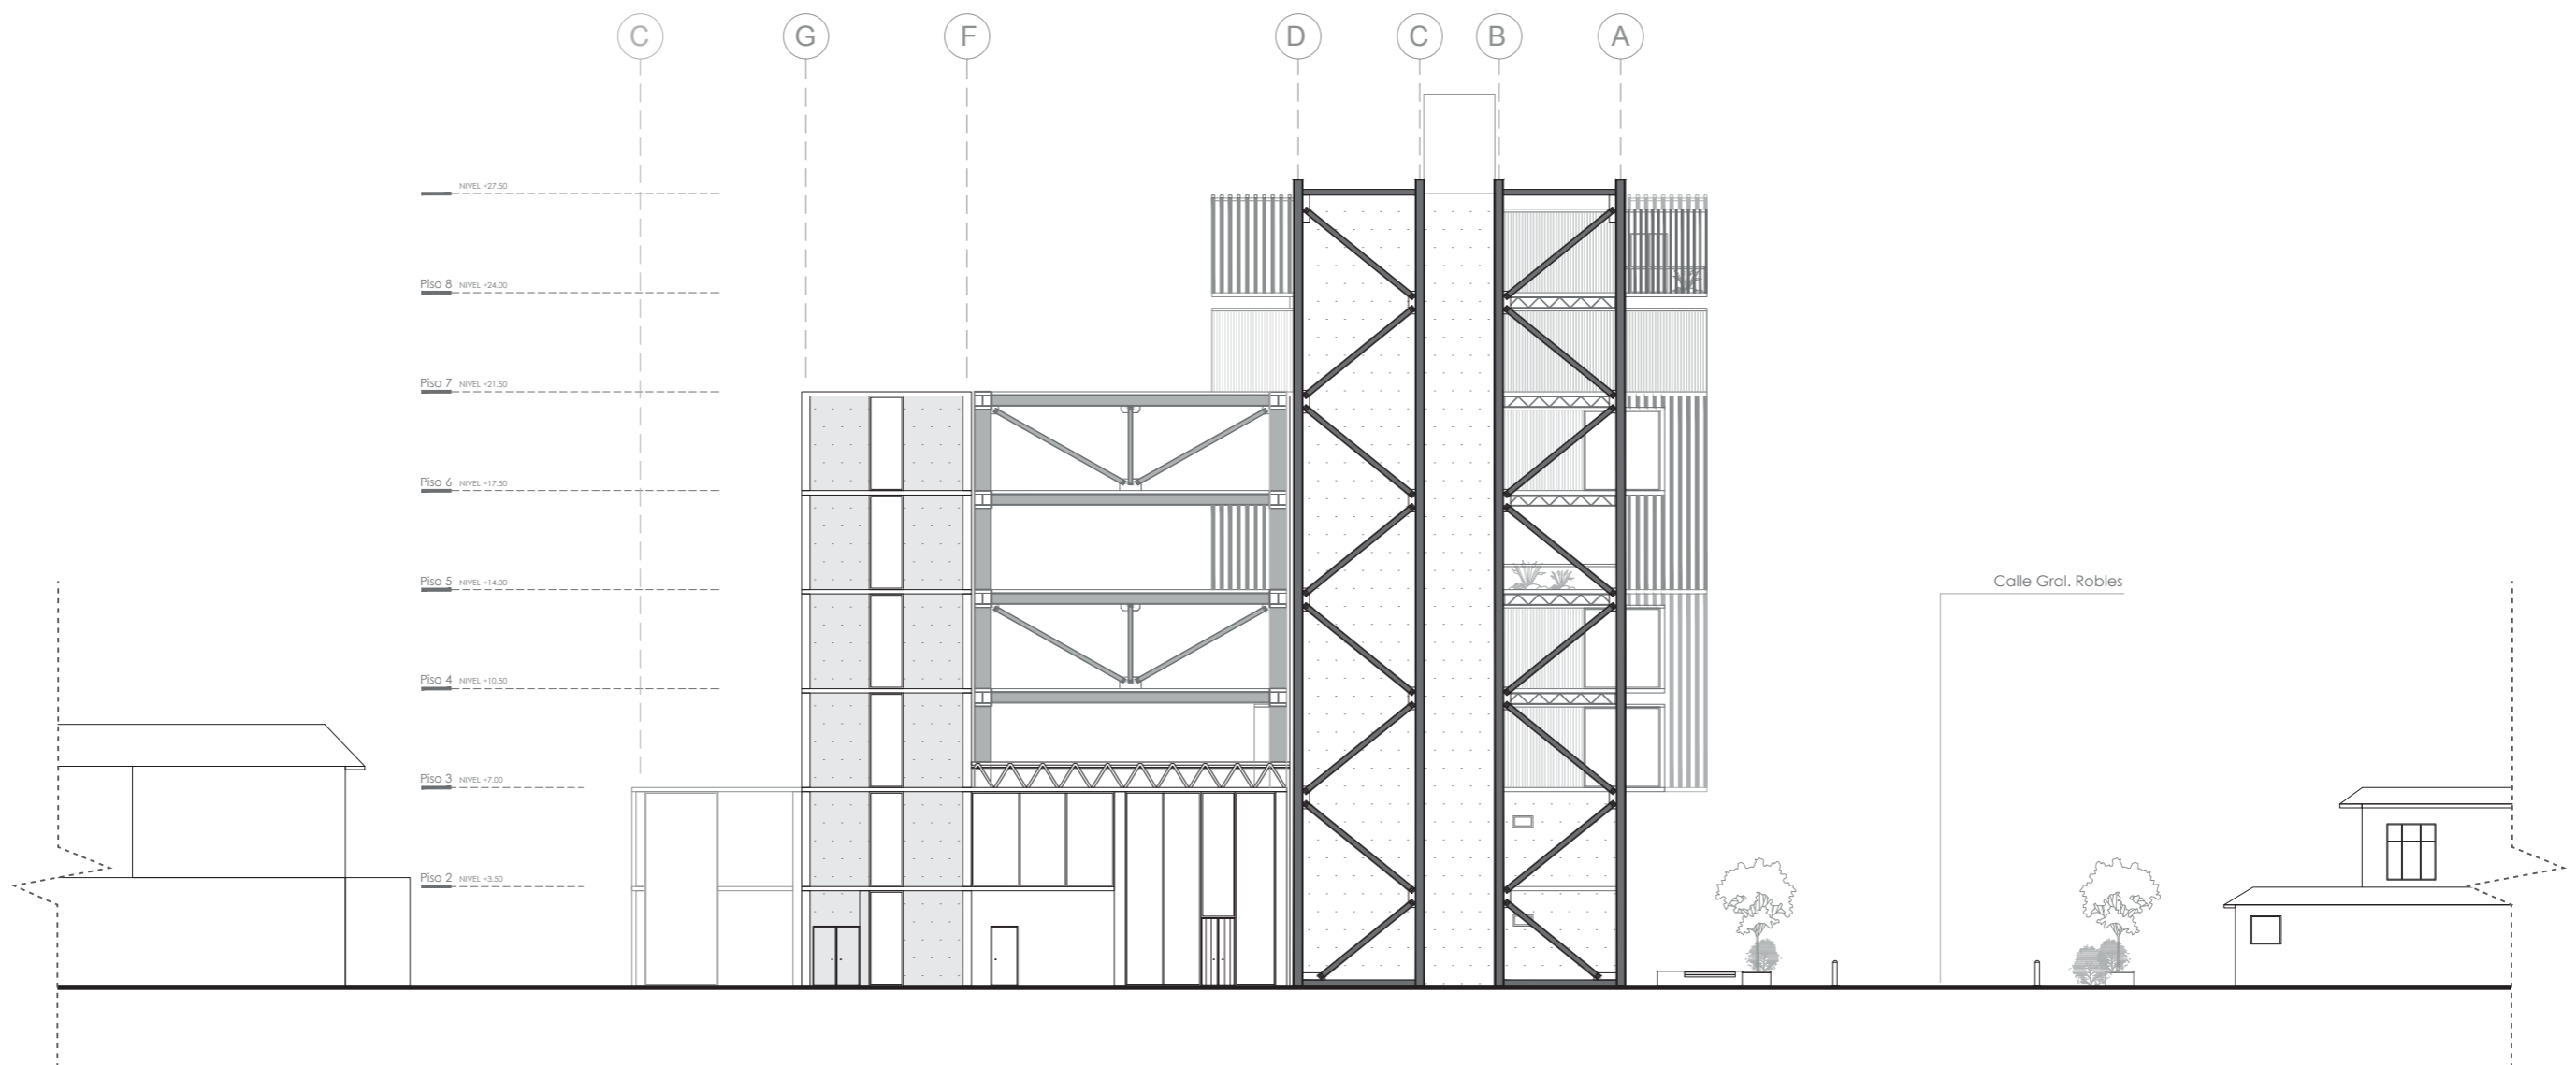 C G F D C B A
NIVEL +27.50
Piso 8 NIVEL +24.00
Piso 7 NIVEL +21.50
Piso 6 NIVEL +17.50
Piso 5 NIVEL +14.00
Calle Gral. Robles
Piso 4 NIVEL +10.50
Piso 3 NIVEL +7.00
Piso 2 NIVEL +3.50